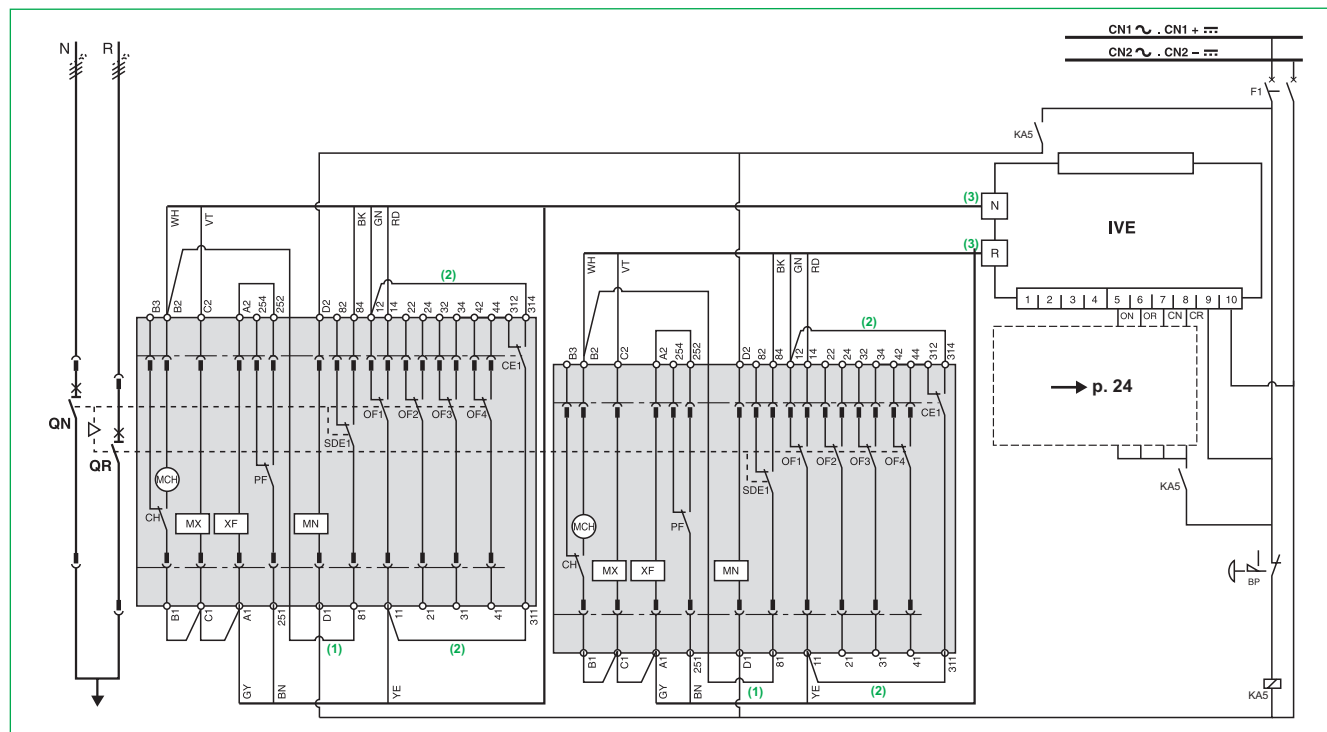 N R
CN1 ∿ . CN1 + ⎓
CN2 ∿ . CN2 – ⎓
F1
KA5
(3) N
IVE
(3) R
1 2 3 4 5 6 7 8 9 10
ON OR CN CR
→ p. 24
KA5
BP
KA5
WH VT BK GN RD
(2)
B3 B2 C2 A2 254 252 D2 82 84 12 14 22 24 32 34 42 44 312 314
CE1
QN
QR
OF1 OF2 OF3 OF4
SDE1
MCH
PF
CH
MX XF MN
B1 C1 A1 251 D1 81 11 21 31 41 311
(1) (2)
GY BN YE
WH VT BK GN RD
(2)
B3 B2 C2 A2 254 252 D2 82 84 12 14 22 24 32 34 42 44 312 314
CE1
OF1 OF2 OF3 OF4
SDE1
MCH
PF
CH
MX XF MN
B1 C1 A1 251 D1 81 11 21 31 41 311
(1) (2)
GY BN YE